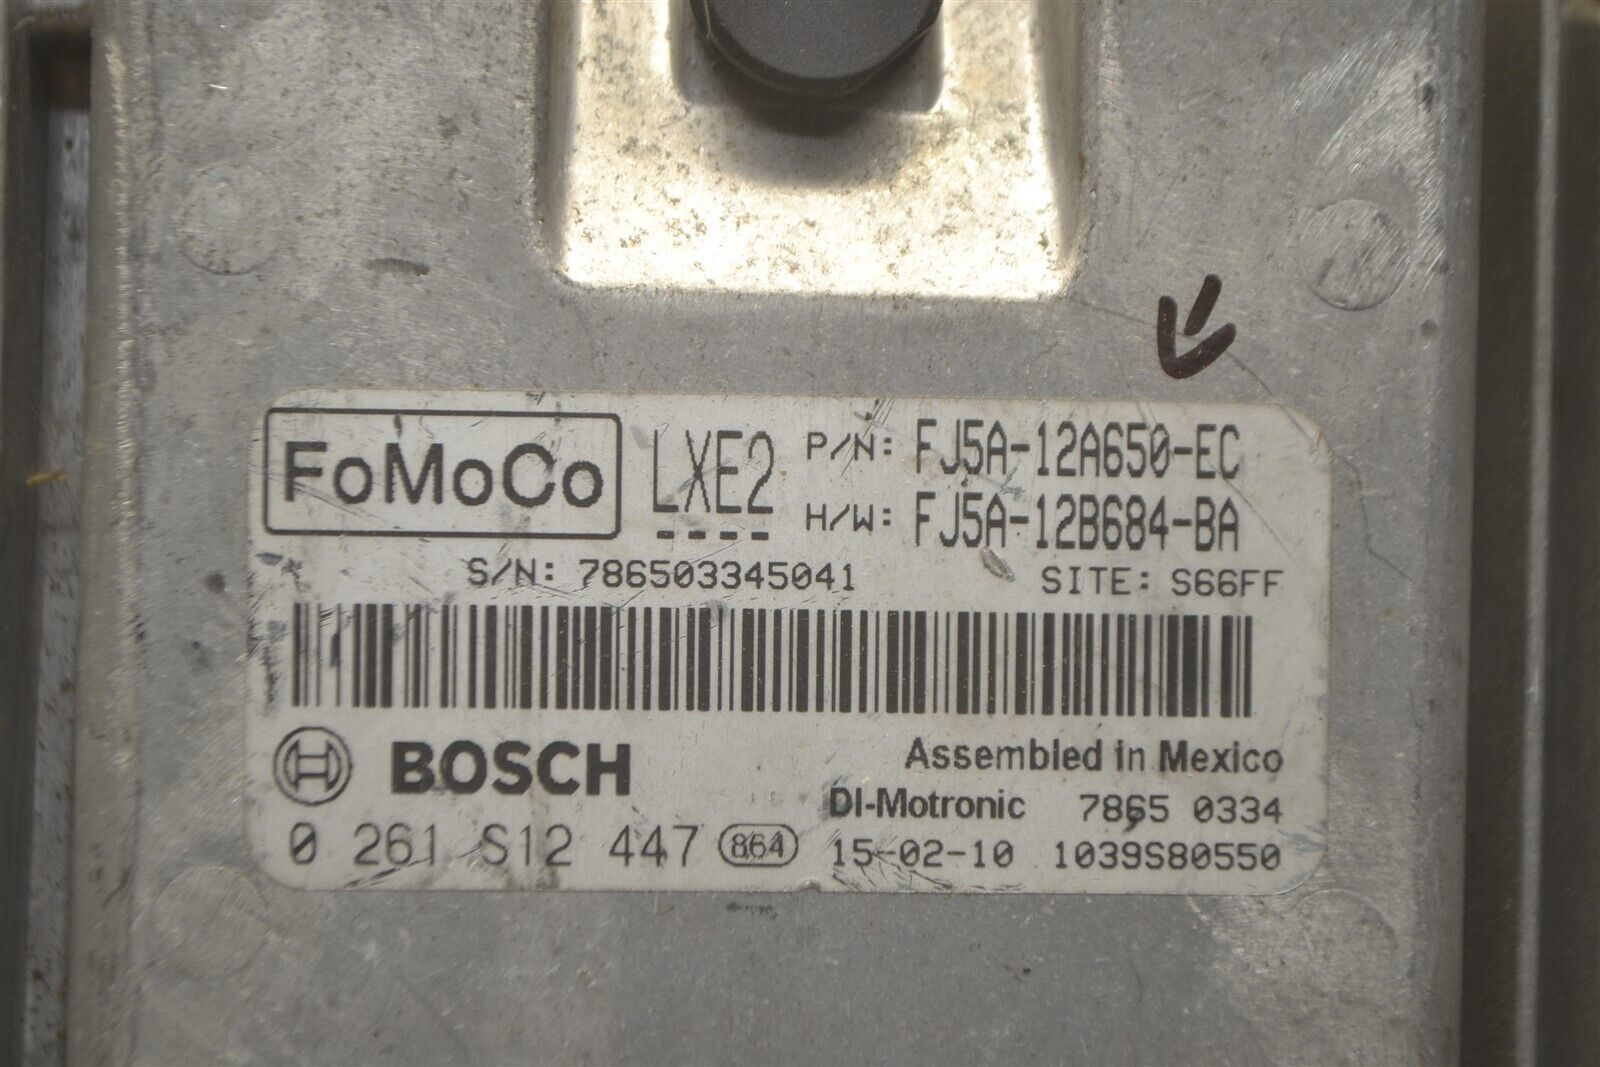 FoMoCo LXE2 P/N: FJ5A-12A650-EC
H/W: FJ5A-12B684-BA
S/N: 786503345041 SITE: S66FF
BOSCH Assembled in Mexico
DI-Motronic 7865 0334
0 261 S12 447 864 15-02-10 1039S80550